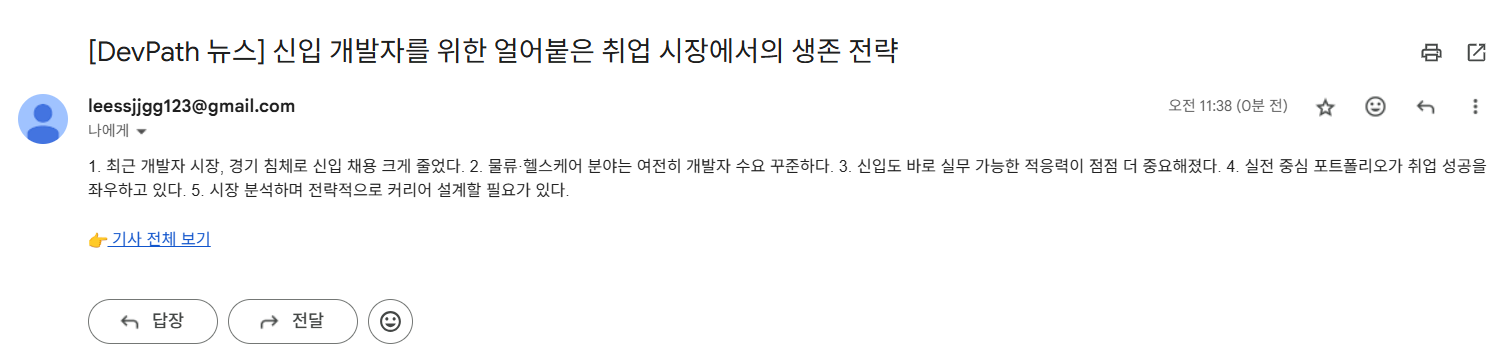 [DevPath 뉴스] 신입 개발자를 위한 얼어붙은 취업 시장에서의 생존 전략
leessjjgg123@gmail.com
오전 11:38 (0분 전)
나에게
1. 최근 개발자 시장, 경기 침체로 신입 채용 크게 줄었다. 2. 물류·헬스케어 분야는 여전히 개발자 수요 꾸준하다. 3. 신입도 바로 실무 가능한 적응력이 점점 더 중요해졌다. 4. 실전 중심 포트폴리오가 취업 성공을
좌우하고 있다. 5. 시장 분석하며 전략적으로 커리어 설계할 필요가 있다.
👉 기사 전체 보기
답장
전달